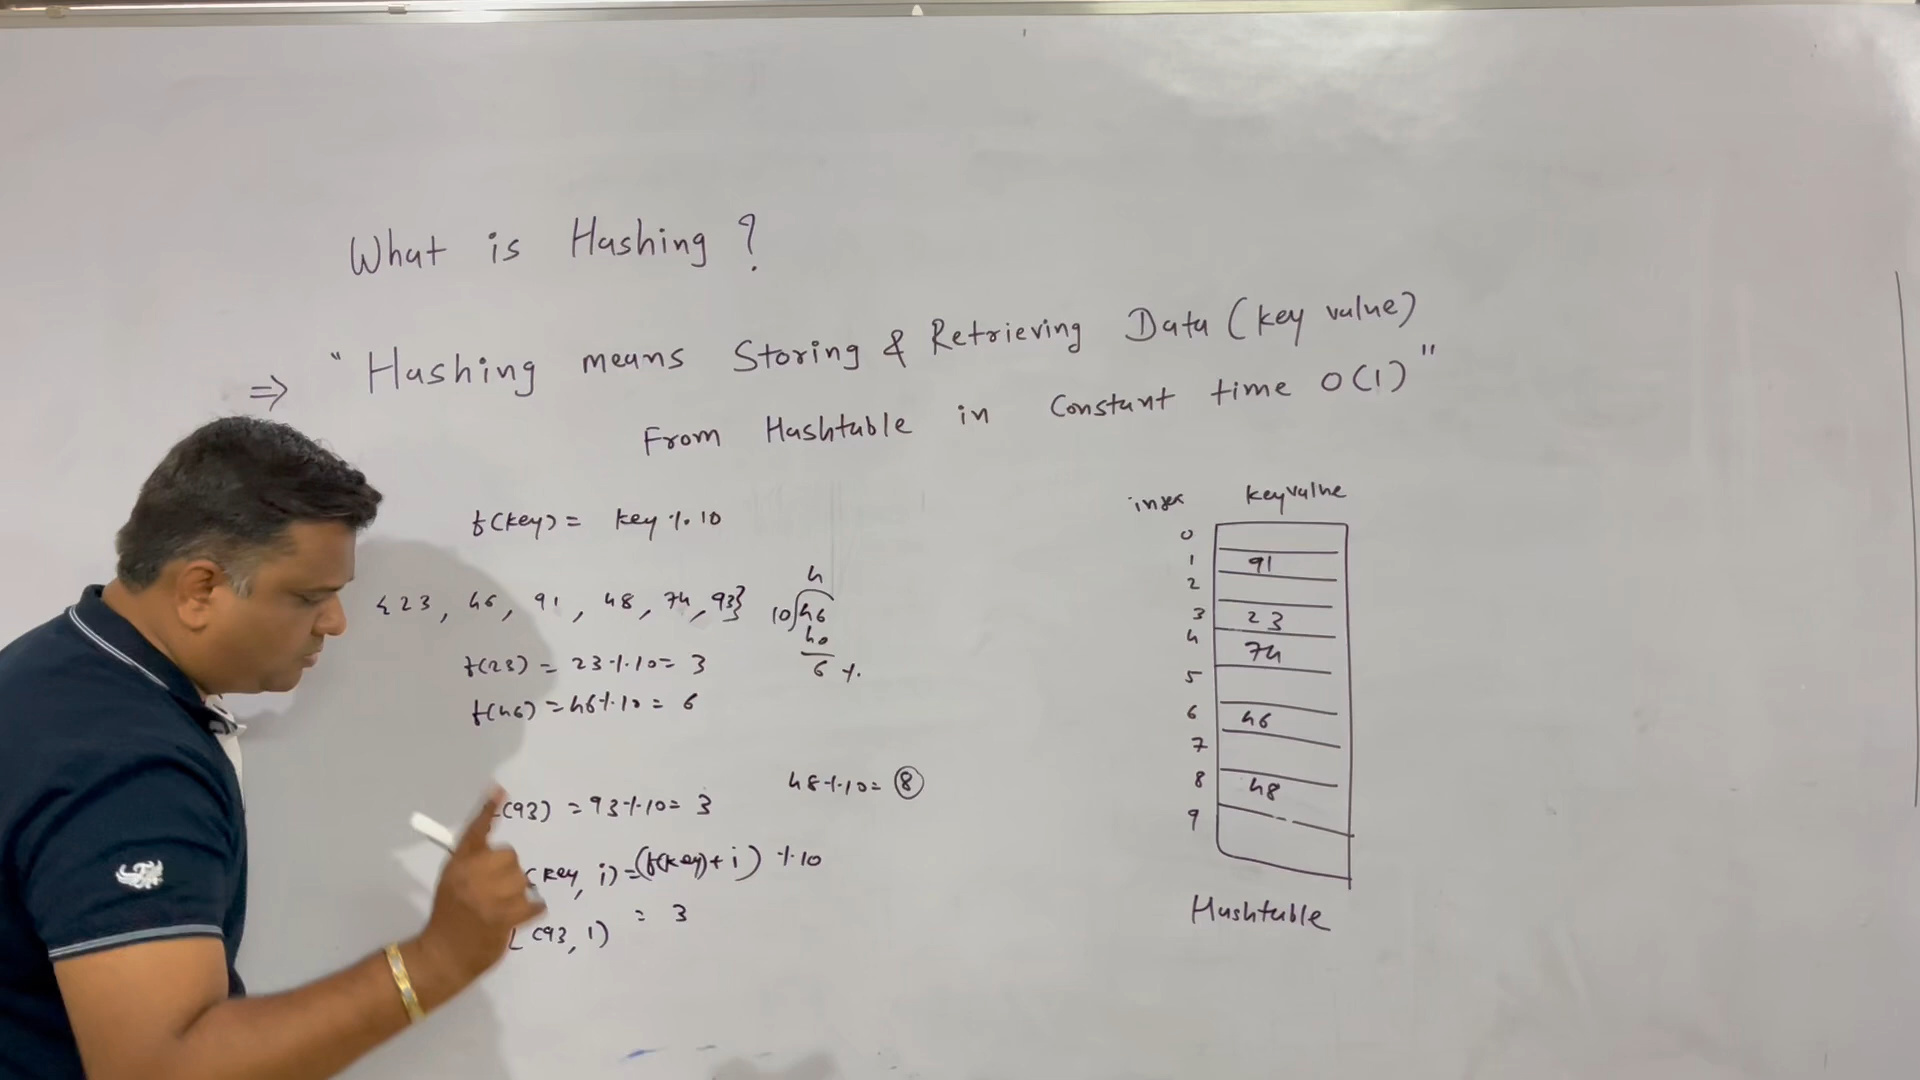 What is Hashing ?
⇒ " Hashing means Storing & Retrieving Data (key value)
From Hashtable in Constant time O(1) "
f(key) = key % 10
{ 23, 46, 91, 48, 74, 93}
10)46
4
40
6 %.
f(23) = 23 % 10 = 3
f(46) = 46 % 10 = 6
48 % 10 = 8
(93) = 93 % 10 = 3
(key, i) = (f(key) + i) % 10
= 3
(93, 1)
keyvalue
0
1 91
2
3 23
4 74
5
6 46
7
8 48
9
Hashtable